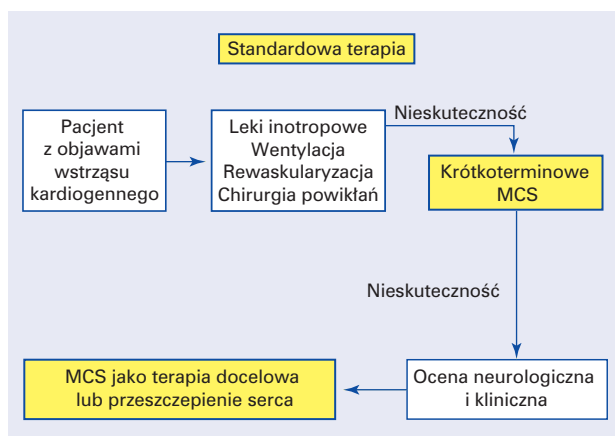 Standardowa terapia
Pacjent
z objawami
wstrząsu
kardiogennego
Leki inotropowe
Wentylacja
Rewaskularyzacja
Chirurgia powikłań
Nieskuteczność
Krótkoterminowe
MCS
Nieskuteczność
Ocena neurologiczna
i kliniczna
MCS jako terapia docelowa
lub przeszczepienie serca